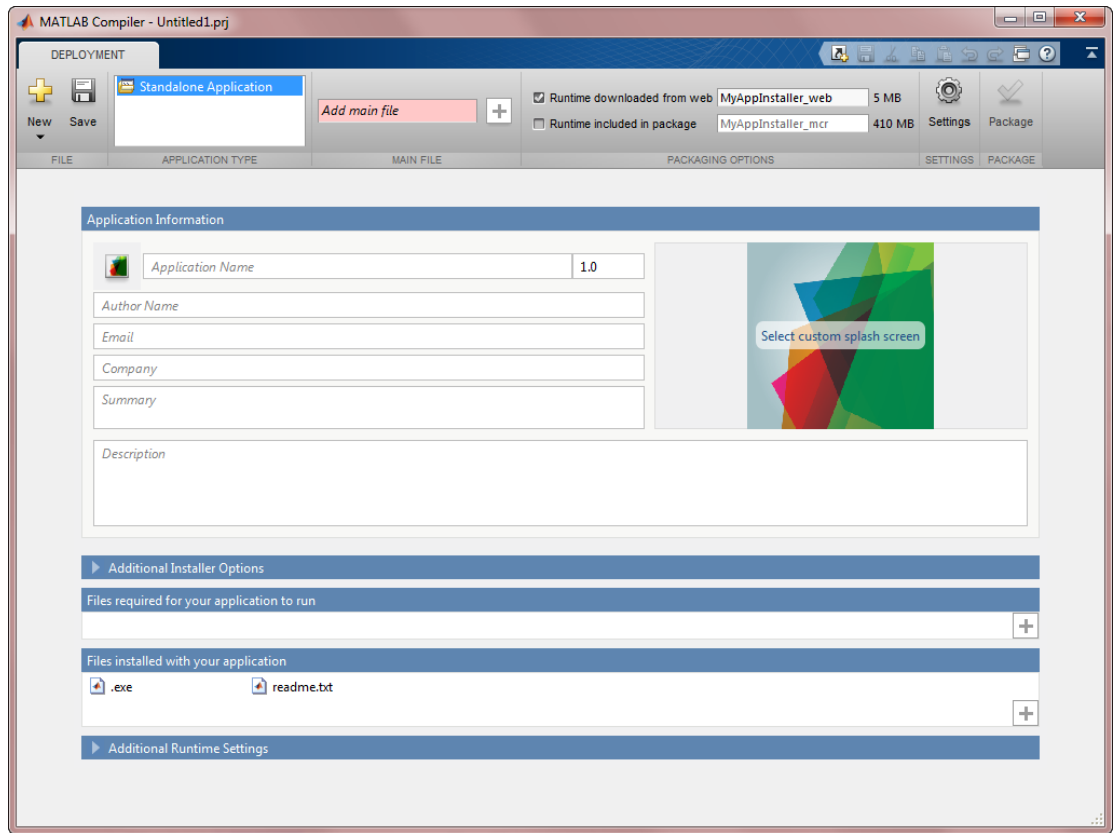 MATLAB Compiler - Untitled1.prj
DEPLOYMENT
New
Save
FILE
Standalone Application
APPLICATION TYPE
Add main file
MAIN FILE
Runtime downloaded from web MyAppInstaller_web 5 MB
Runtime included in package MyAppInstaller_mcr 410 MB
PACKAGING OPTIONS
Settings
SETTINGS
Package
PACKAGE
Application Information
Application Name 1.0
Author Name
Email
Company
Summary
Select custom splash screen
Description
Additional Installer Options
Files required for your application to run
Files installed with your application
.exe readme.txt
Additional Runtime Settings